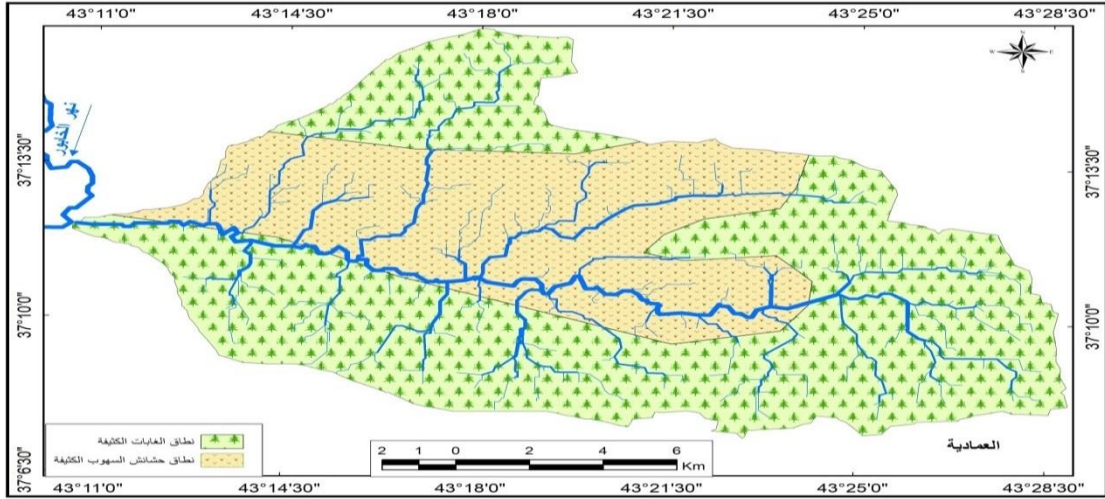 43°11'0" 43°14'30" 43°18'0" 43°21'30" 43°25'0" 43°28'30"
N
W E
S
نهر الخابور
37°13'30" 37°13'30"
37°10'0" 37°10'0"
37°6'30" 37°6'30"
العمادية
نطاق الغابات الكثيفة
نطاق حشائش السهوب الكثيفة
2 1 0 2 4 6
Km
43°11'0" 43°14'30" 43°18'0" 43°21'30" 43°25'0" 43°28'30"